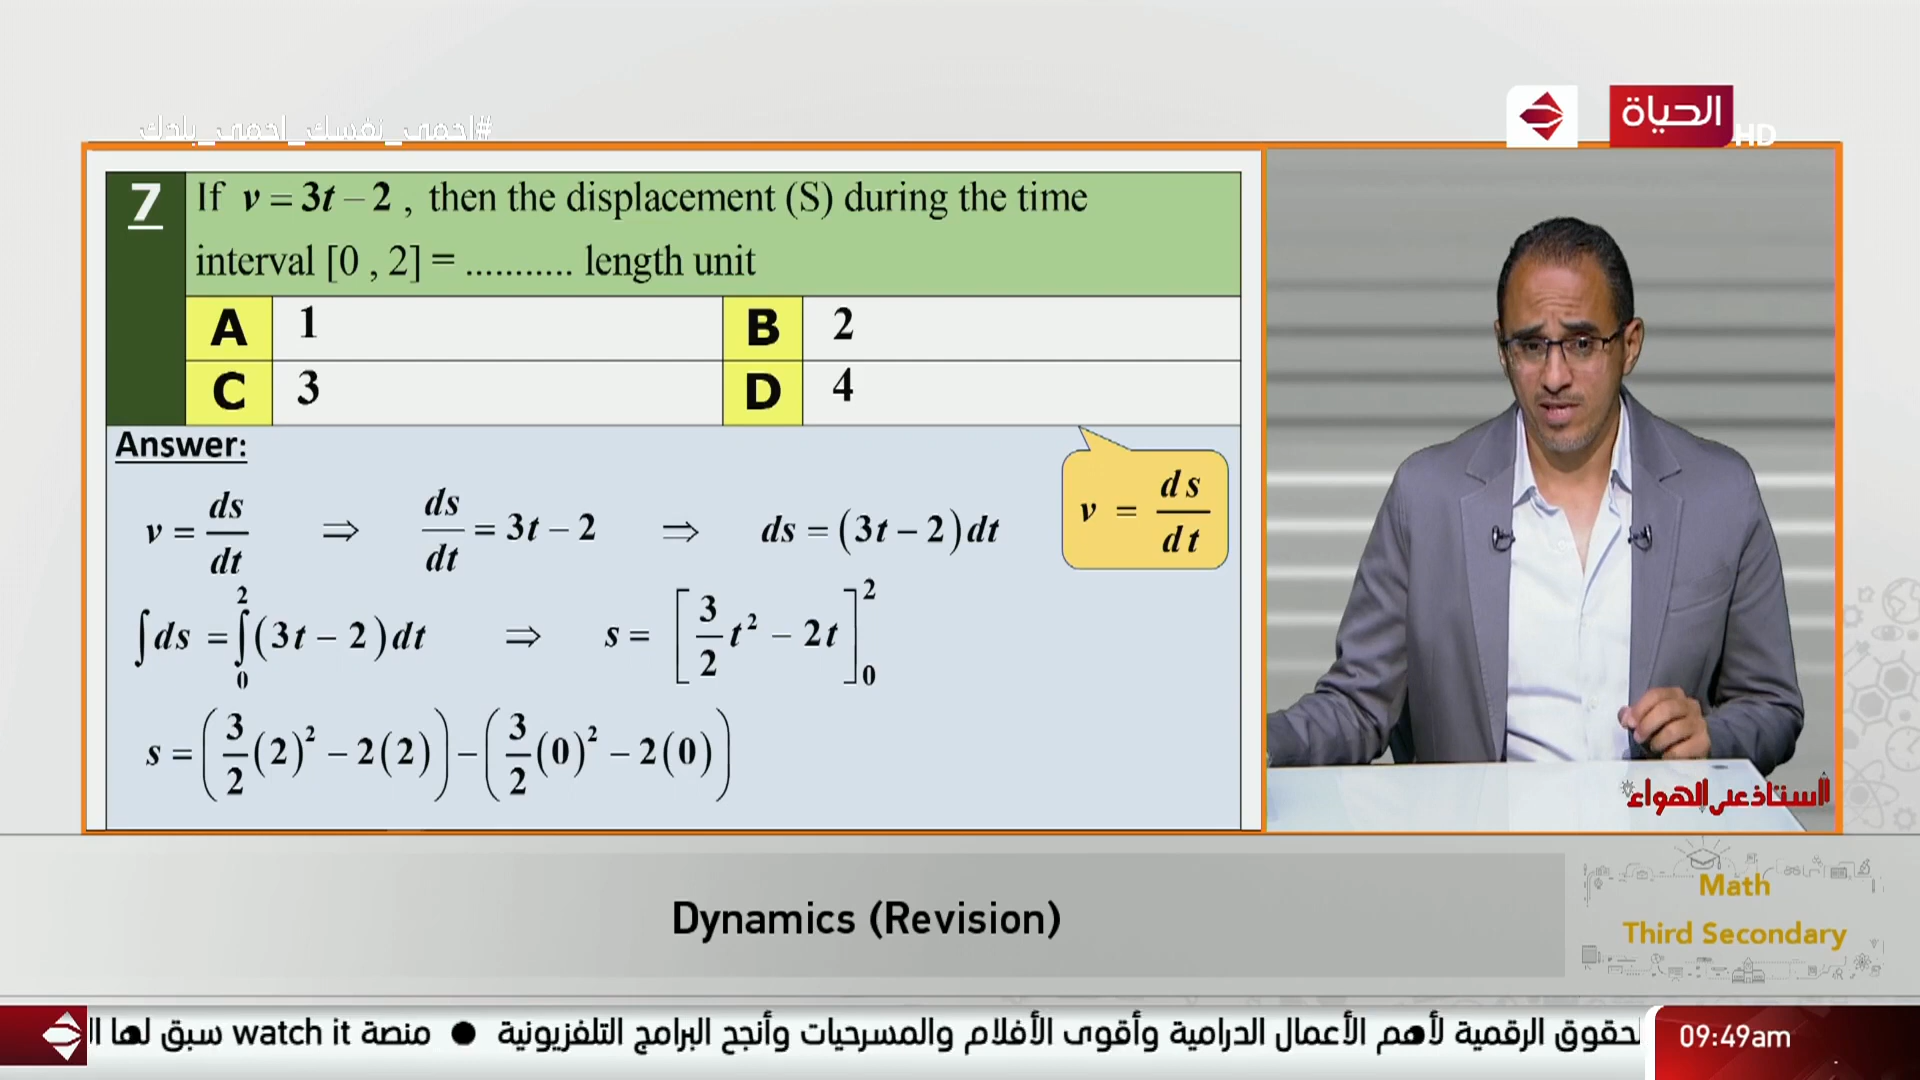 #احمي_نفسك_احمي_بلدك
الحياة
HD
7
If v = 3t – 2 , then the displacement (S) during the time
interval [0 , 2] = ........... length unit
A 1 B 2
C 3 D 4
Answer:
v = ds/dt ⇒ ds/dt = 3t – 2 ⇒ ds = (3t – 2)dt
v = ds/dt
∫ds = ∫₀²(3t – 2)dt ⇒ s = [3/2 t² – 2t]₀²
s = (3/2 (2)² – 2(2)) – (3/2 (0)² – 2(0))
أستاذ على الهواء
Dynamics (Revision)
Math
Third Secondary
لحقوق الرقمية لأهم الأعمال الدرامية وأقوى الأفلام والمسرحيات وأنجح البرامج التلفزيونية ● منصة watch it سبق لها
09:49am